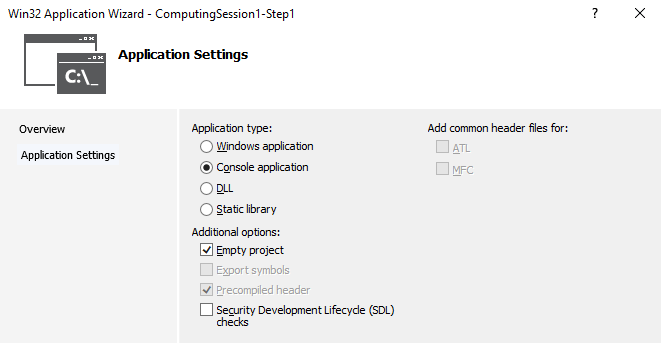 Win32 Application Wizard - ComputingSession1-Step1
? ×
C:\_
Application Settings
Overview
Application Settings
Application type:
Windows application
Console application
DLL
Static library
Additional options:
Empty project
Export symbols
Precompiled header
Security Development Lifecycle (SDL)
checks
Add common header files for:
ATL
MFC